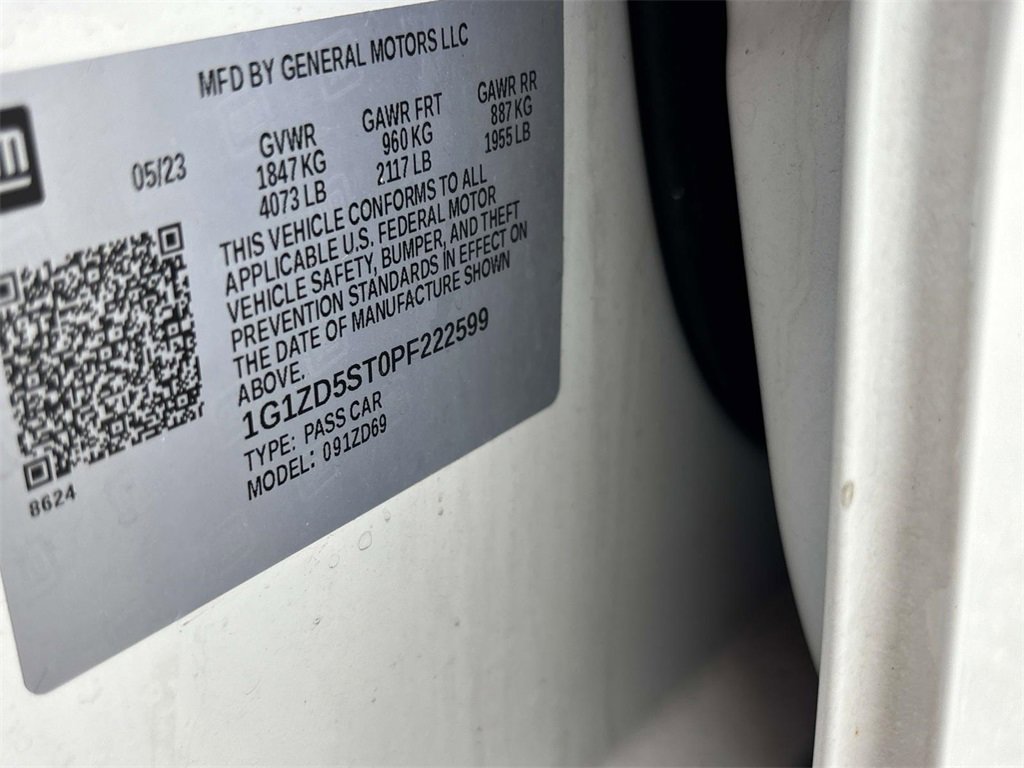 MFD BY GENERAL MOTORS LLC
m
05/23
GVWR
1847 KG
4073 LB
GAWR FRT
960 KG
2117 LB
GAWR RR
887 KG
1955 LB
THIS VEHICLE CONFORMS TO ALL
APPLICABLE U.S. FEDERAL MOTOR
VEHICLE SAFETY, BUMPER, AND THEFT
PREVENTION STANDARDS IN EFFECT ON
THE DATE OF MANUFACTURE SHOWN
ABOVE.
1G1ZD5ST0PF222599
TYPE: PASS CAR
MODEL: 091ZD69
8624